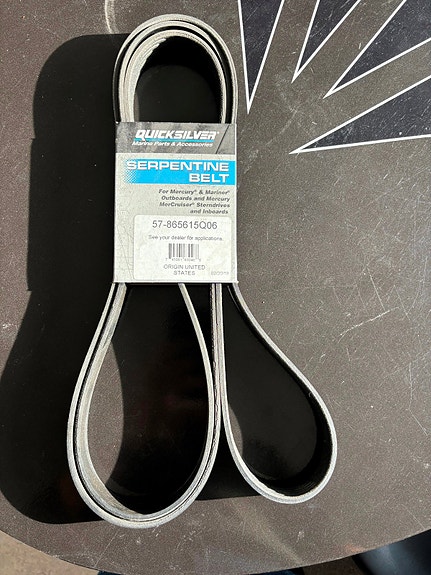 QUICKSILVER®
Marine Parts & Accessories
SERPENTINE
BELT
For Mercury® & Mariner®
Outboards and Mercury
MerCruiser® Sterndrives
and Inboards
57-865615Q06
See your dealer for applications.
ORIGIN UNITED
STATES